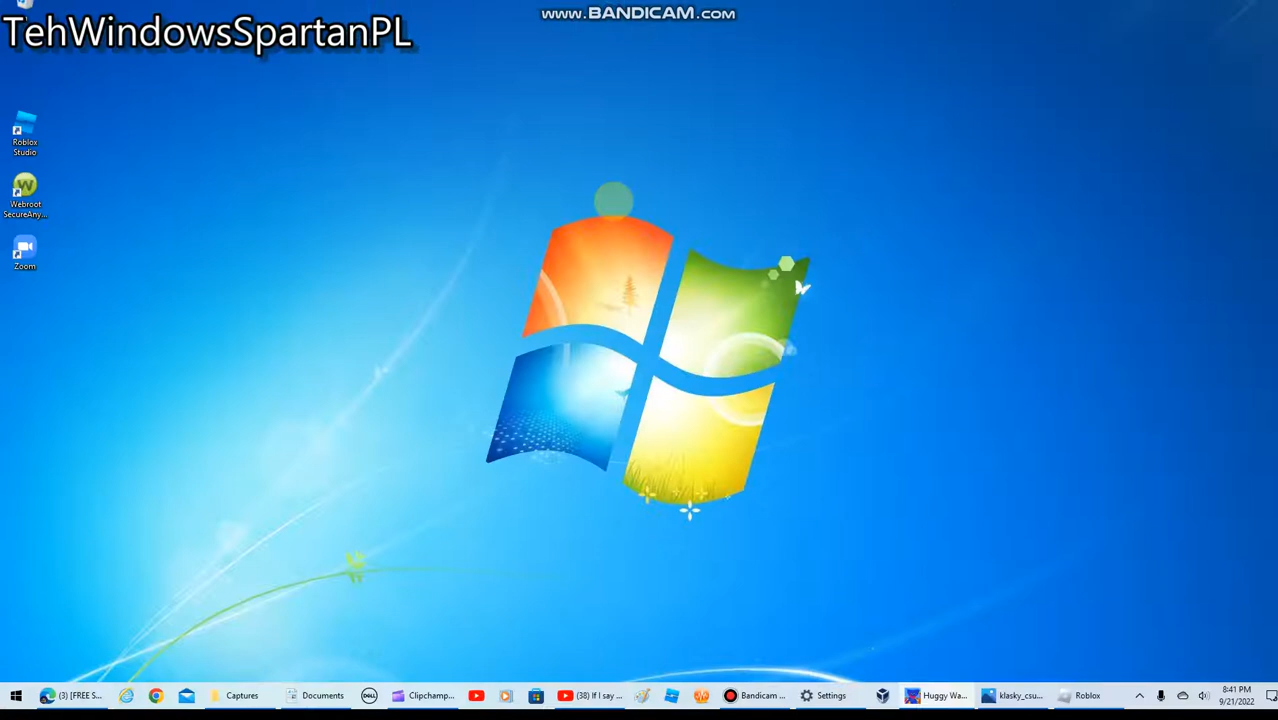 www.BANDICAM.com
TehWindowsSpartanPL
Roblox
Studio
Webroot
SecureAny...
Zoom
(3) [FREE S...
Captures
Documents
DELL
Clipchamp...
(38) If I say ...
Bandicam ...
Settings
Huggy Wa...
klasky_csu...
Roblox
8:41 PM
9/21/2022